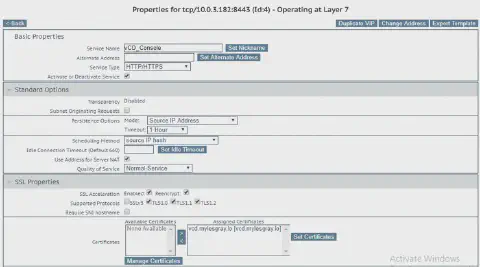 Properties for tcp/10.0.3.182:8443 (Id:4) - Operating at Layer 7
<-Back
Duplicate VIP Change Address Export Template
Basic Properties
Service Name vCD_Console Set Nickname
Alternate Address Set Alternate Address
Service Type HTTP/HTTPS
Activate or Deactivate Service
Standard Options
Transparency Disabled
Subnet Originating Requests
Persistence Options Mode: Source IP Address
Timeout: 1 Hour
Scheduling Method source IP hash
Idle Connection Timeout (Default 660) Set Idle Timeout
Use Address for Server NAT
Quality of Service Normal-Service
SSL Properties
SSL Acceleration Enabled: Reencrypt:
Supported Protocols SSLv3 TLS1.0 TLS1.1 TLS1.2
Require SNI hostname
Available Certificates Assigned Certificates
Certificates None Available > < vcd.mylesgray.io [vcd.mylesgray.io] Set Certificates
Manage Certificates
Activate Windows